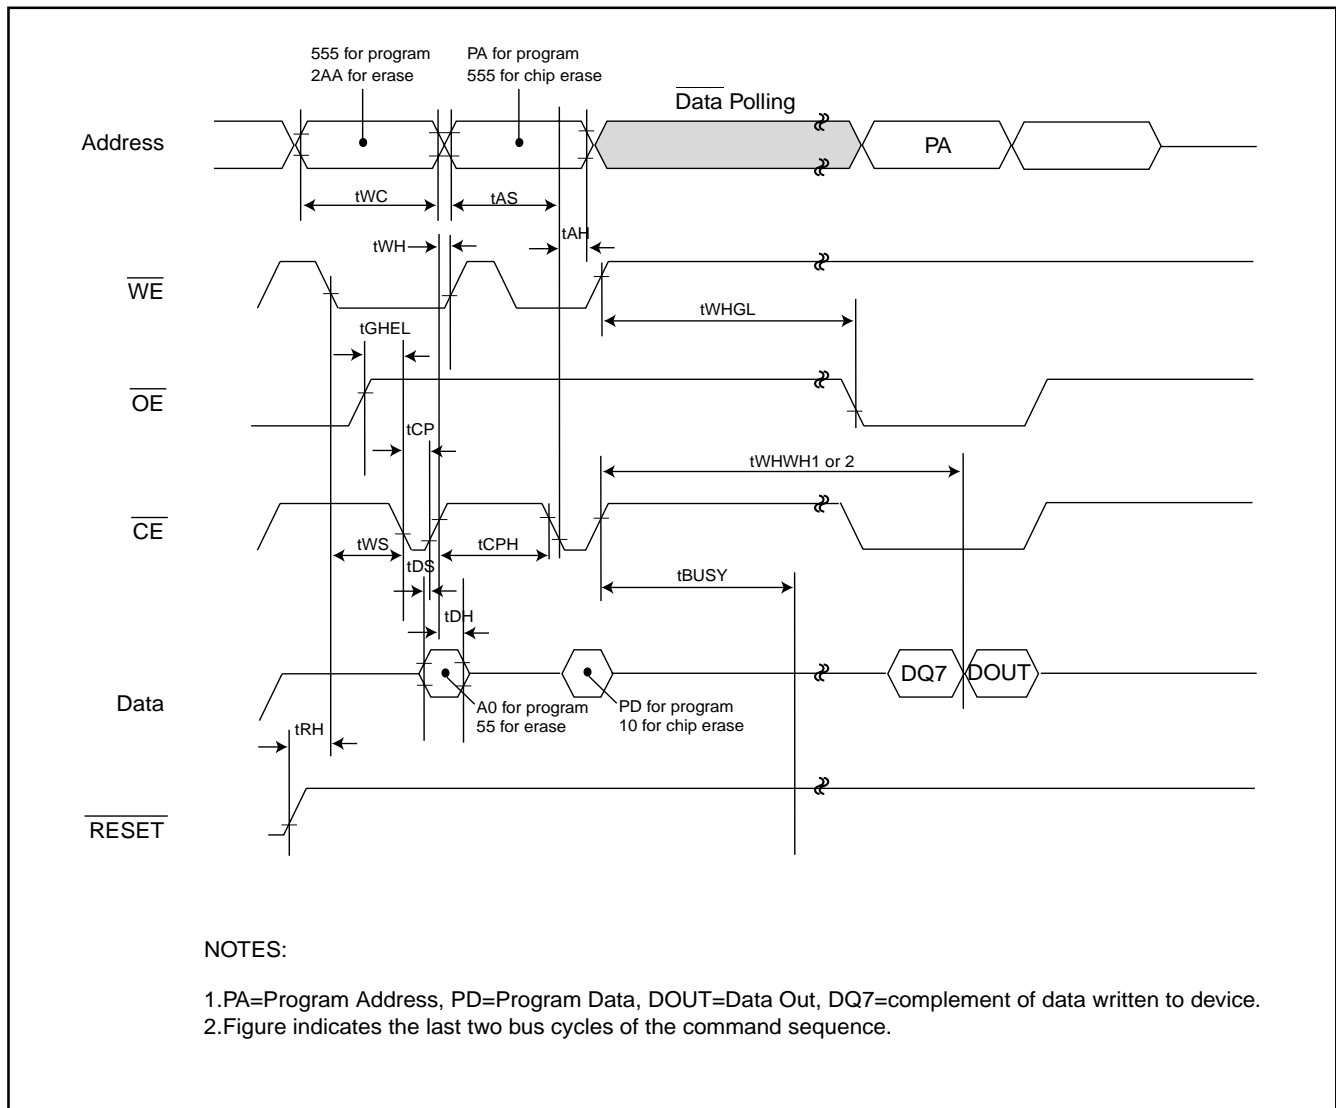 555 for program
2AA for erase
PA for program
555 for chip erase
Data Polling
Address
PA
tWC
tAS
tAH
tWH
WE
tWHGL
tGHEL
OE
tCP
tWHWH1 or 2
CE
tWS
tCPH
tDS
tBUSY
tDH
DQ7
DOUT
Data
A0 for program
55 for erase
PD for program
10 for chip erase
tRH
RESET
NOTES:
1.PA=Program Address, PD=Program Data, DOUT=Data Out, DQ7=complement of data written to device.
2.Figure indicates the last two bus cycles of the command sequence.